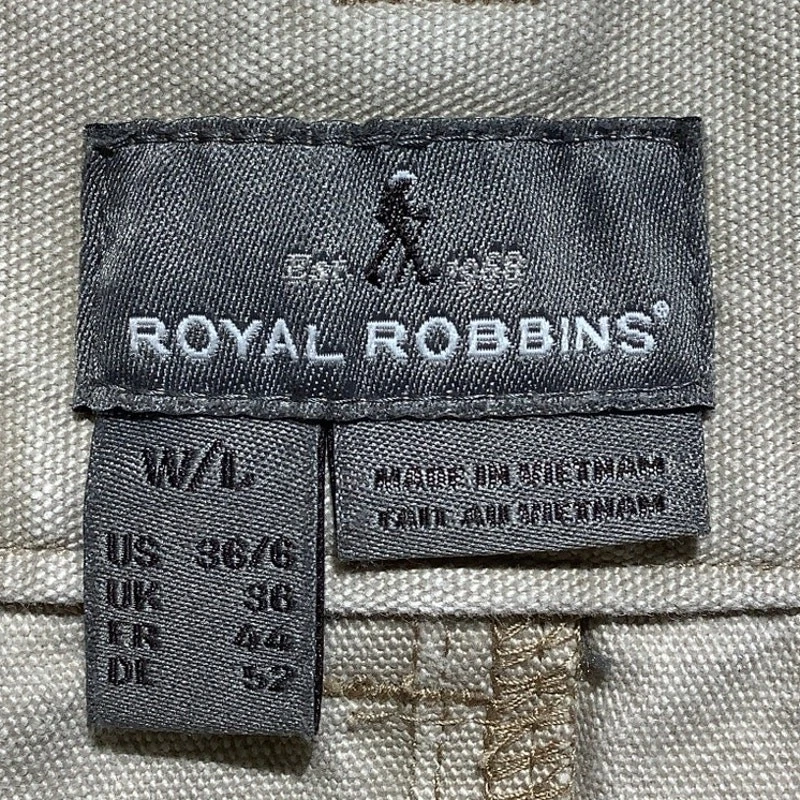 Est. 1968
ROYAL ROBBINS®
W/L
US 36/6
UK 36
FR 44
DE 52
MADE IN VIETNAM
FAIT AU VIETNAM